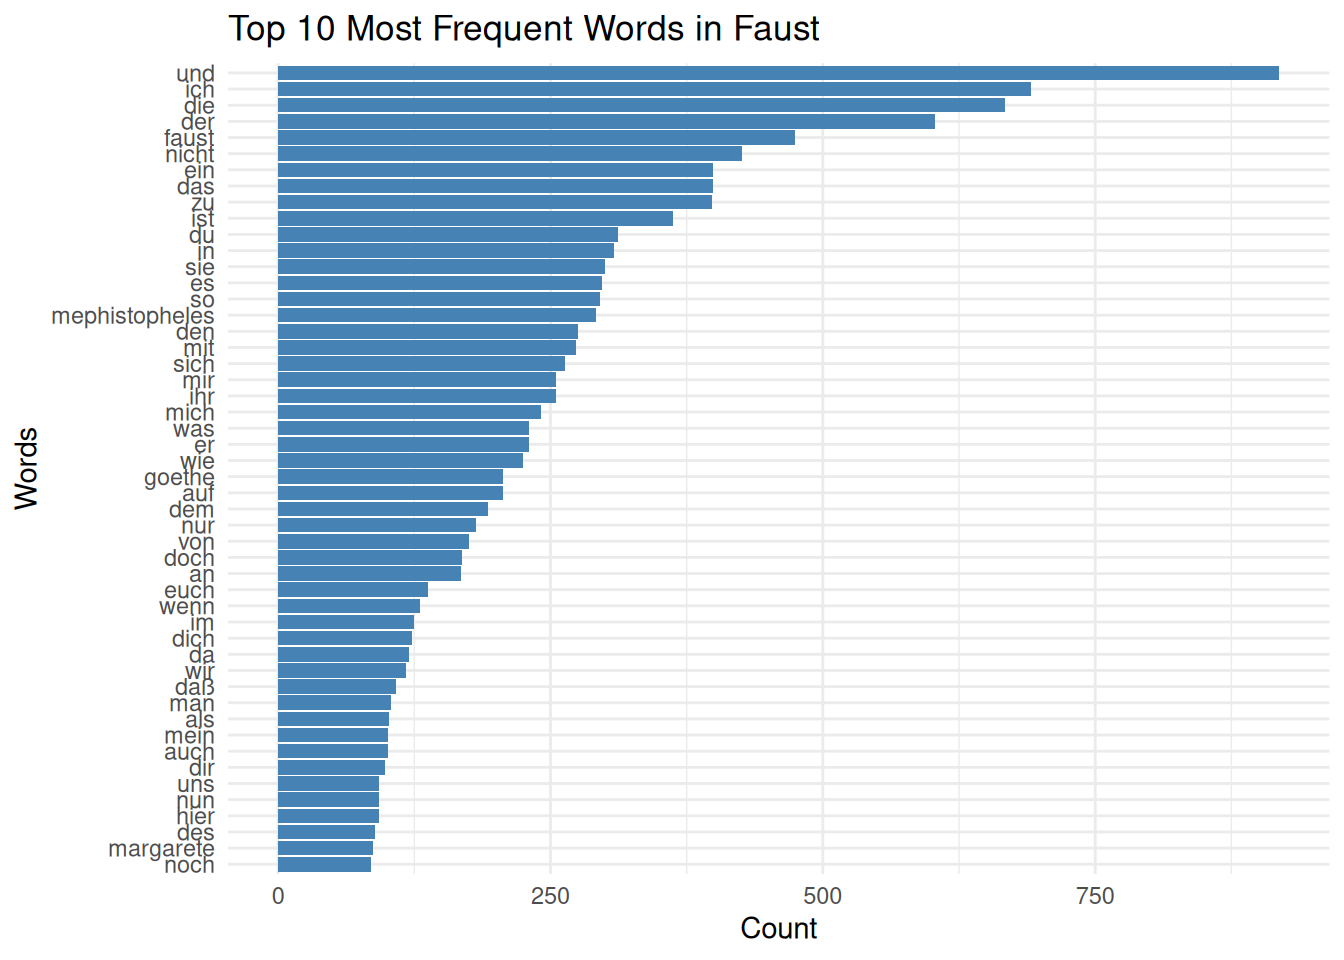 Top 10 Most Frequent Words in Faust
und
ich
die
der
faust
nicht
ein
das
zu
ist
du
in
sie
es
so
mephistopheles
den
mit
sich
mir
ihr
mich
was
er
wie
goethe
auf
dem
nur
von
doch
an
euch
wenn
im
dich
da
wir
daß
man
als
mein
auch
dir
uns
nun
hier
des
margarete
noch
Words
0 250 500 750
Count